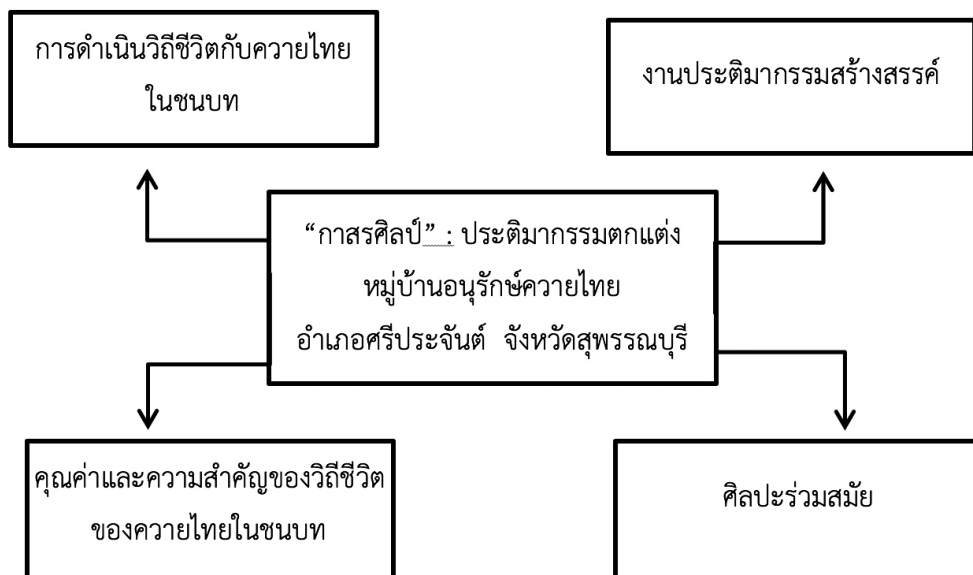 การดำเนินวิถีชีวิตกับควายไทย
ในชนบท
งานประติมากรรมสร้างสรรค์
“กาสรศิลป์” : ประติมากรรมตกแต่ง
หมู่บ้านอนุรักษ์ควายไทย
อำเภอศรีประจันต์ จังหวัดสุพรรณบุรี
คุณค่าและความสำคัญของวิถีชีวิต
ของควายไทยในชนบท
ศิลปะร่วมสมัย